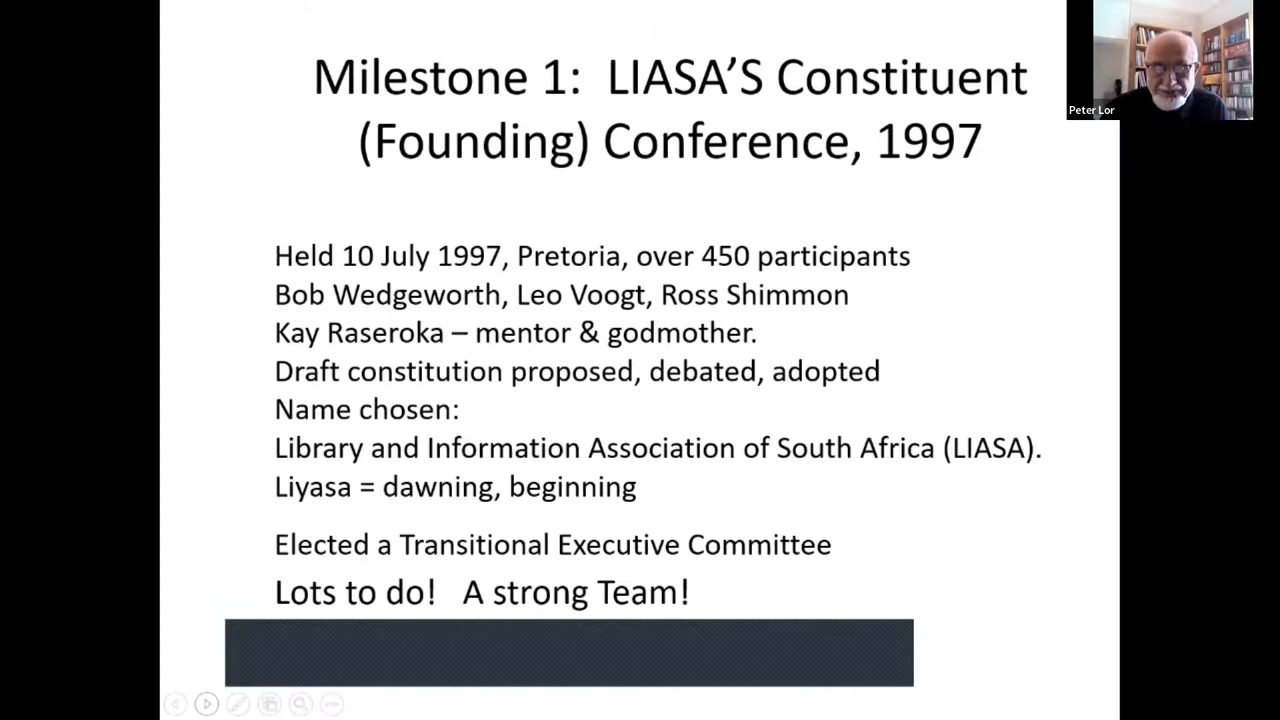 Milestone 1: LIASA’S Constituent
(Founding) Conference, 1997
Peter Lor
Held 10 July 1997, Pretoria, over 450 participants
Bob Wedgeworth, Leo Voogt, Ross Shimmon
Kay Raseroka – mentor & godmother.
Draft constitution proposed, debated, adopted
Name chosen:
Library and Information Association of South Africa (LIASA).
Liyasa = dawning, beginning
Elected a Transitional Executive Committee
Lots to do! A strong Team!